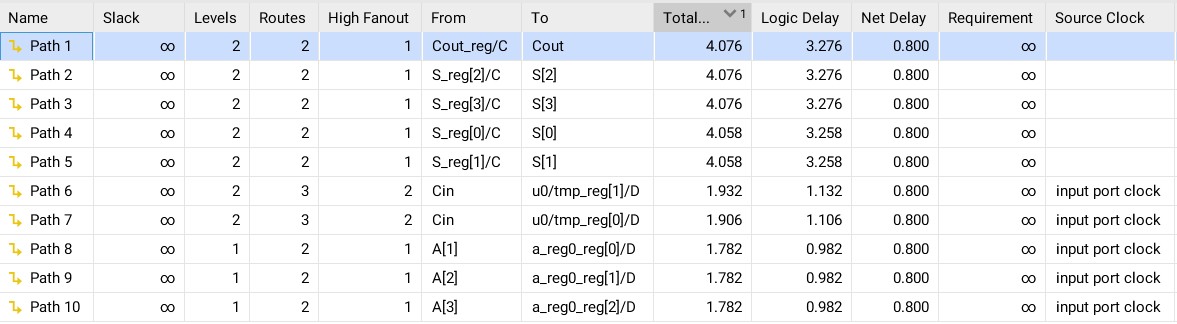 Name Slack Levels Routes High Fanout From To Total... 1 Logic Delay Net Delay Requirement Source Clock
Path 1 ∞ 2 2 1 Cout_reg/C Cout 4.076 3.276 0.800 ∞
Path 2 ∞ 2 2 1 S_reg[2]/C S[2] 4.076 3.276 0.800 ∞
Path 3 ∞ 2 2 1 S_reg[3]/C S[3] 4.076 3.276 0.800 ∞
Path 4 ∞ 2 2 1 S_reg[0]/C S[0] 4.058 3.258 0.800 ∞
Path 5 ∞ 2 2 1 S_reg[1]/C S[1] 4.058 3.258 0.800 ∞
Path 6 ∞ 2 3 2 Cin u0/tmp_reg[1]/D 1.932 1.132 0.800 ∞ input port clock
Path 7 ∞ 2 3 2 Cin u0/tmp_reg[0]/D 1.906 1.106 0.800 ∞ input port clock
Path 8 ∞ 1 2 1 A[1] a_reg0_reg[0]/D 1.782 0.982 0.800 ∞ input port clock
Path 9 ∞ 1 2 1 A[2] a_reg0_reg[1]/D 1.782 0.982 0.800 ∞ input port clock
Path 10 ∞ 1 2 1 A[3] a_reg0_reg[2]/D 1.782 0.982 0.800 ∞ input port clock